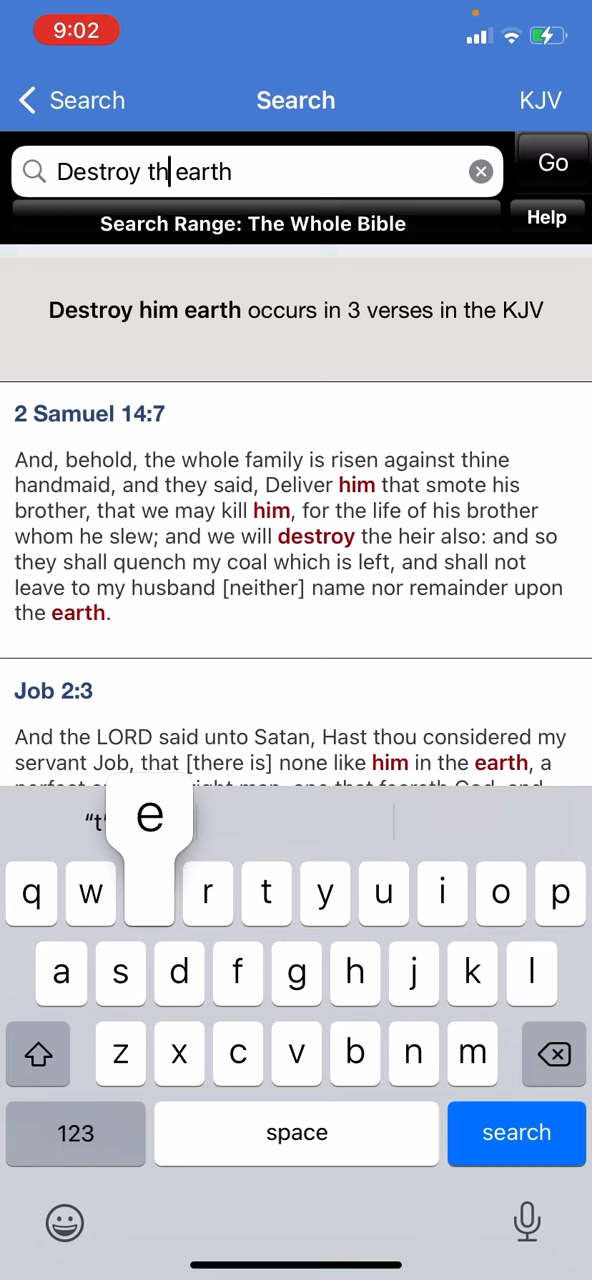 9:02
Search Search KJV
Destroy th earth Go
Search Range: The Whole Bible Help
Destroy him earth occurs in 3 verses in the KJV
2 Samuel 14:7
And, behold, the whole family is risen against thine
handmaid, and they said, Deliver him that smote his
brother, that we may kill him, for the life of his brother
whom he slew; and we will destroy the heir also: and so
they shall quench my coal which is left, and shall not
leave to my husband [neither] name nor remainder upon
the earth.
Job 2:3
And the LORD said unto Satan, Hast thou considered my
servant Job, that [there is] none like him in the earth, a
“t
e
q w r t y u i o p
a s d f g h j k l
z x c v b n m
123 space search